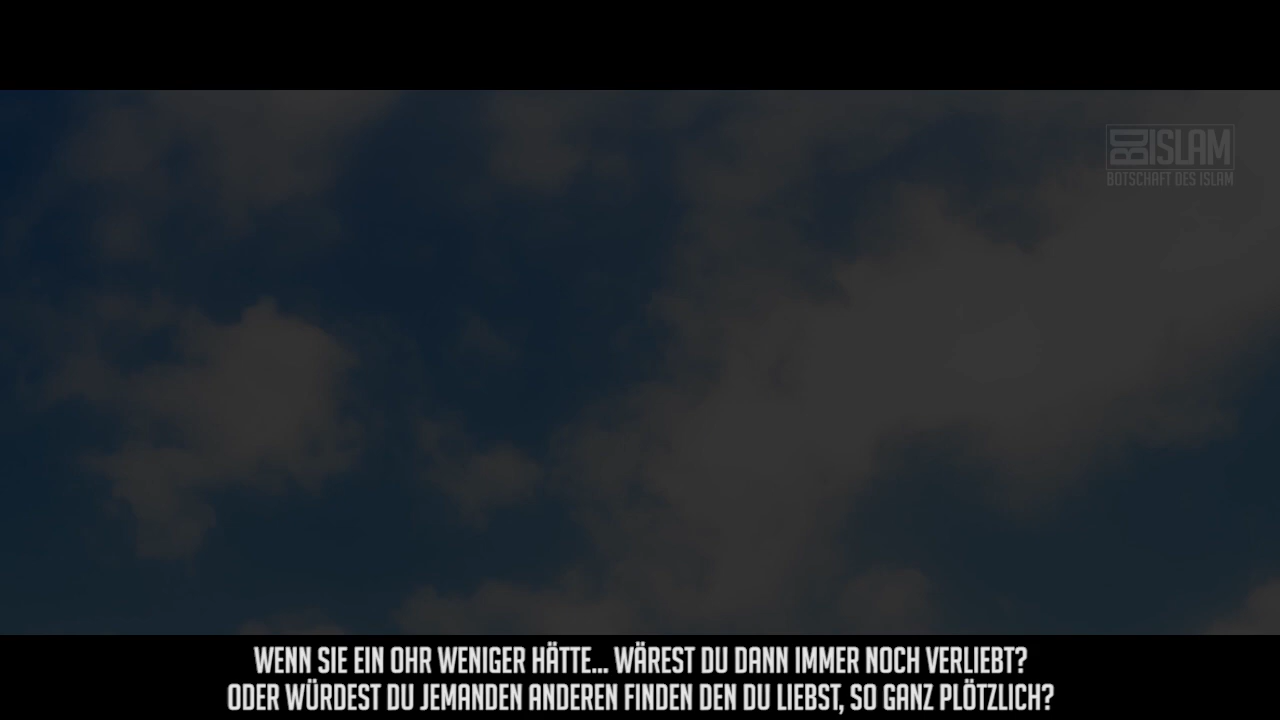 BDISLAM
BOTSCHAFT DES ISLAM
WENN SIE EIN OHR WENIGER HÄTTE... WÄREST DU DANN IMMER NOCH VERLIEBT?
ODER WÜRDEST DU JEMANDEN ANDEREN FINDEN DEN DU LIEBST, SO GANZ PLÖTZLICH?